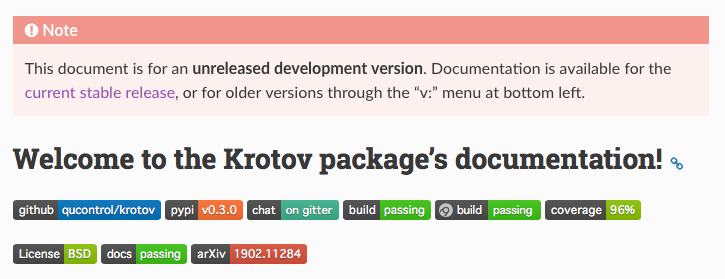 Note
This document is for an unreleased development version. Documentation is available for the
current stable release, or for older versions through the “v:” menu at bottom left.
Welcome to the Krotov package’s documentation!
github qucontrol/krotov pypi v0.3.0 chat on gitter build passing build passing coverage 96%
License BSD docs passing arXiv 1902.11284